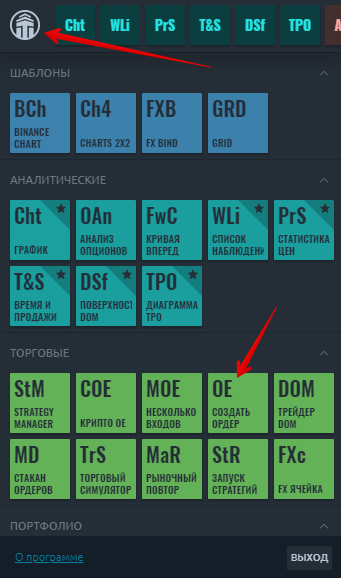 Cht WLi PrS T&S DSf TPO A
ШАБЛОНЫ
BCh Ch4 FXB GRD
BINANCE
CHART CHARTS 2X2 FX BIND GRID
АНАЛИТИЧЕСКИЕ
Cht OAn FwC WLi PrS
ГРАФИК АНАЛИЗ ОПЦИОНОВ КРИВАЯ ВПЕРЕД СПИСОК НАБЛЮДЕНИ СТАТИСТИКА ЦЕН
T&S DSf TPO
ВРЕМЯ И ПРОДАЖИ ПОВЕРХНОСТ DOM ДИАГРАММА TPO
ТОРГОВЫЕ
StM COE MOE OE DOM
STRATEGY MANAGER КРИПТО OE НЕСКОЛЬКО ВХОДОВ СОЗДАТЬ ОРДЕР ТРЕЙДЕР DOM
MD TrS MaR StR FXc
СТАКАН ОРДЕРОВ ТОРГОВЫЙ СИМУЛЯТОР РЫНОЧНЫЙ ПОВТОР ЗАПУСК СТРАТЕГИЙ FX ЯЧЕЙКА
ПОРТФОЛИО
О программе ВЫХОД